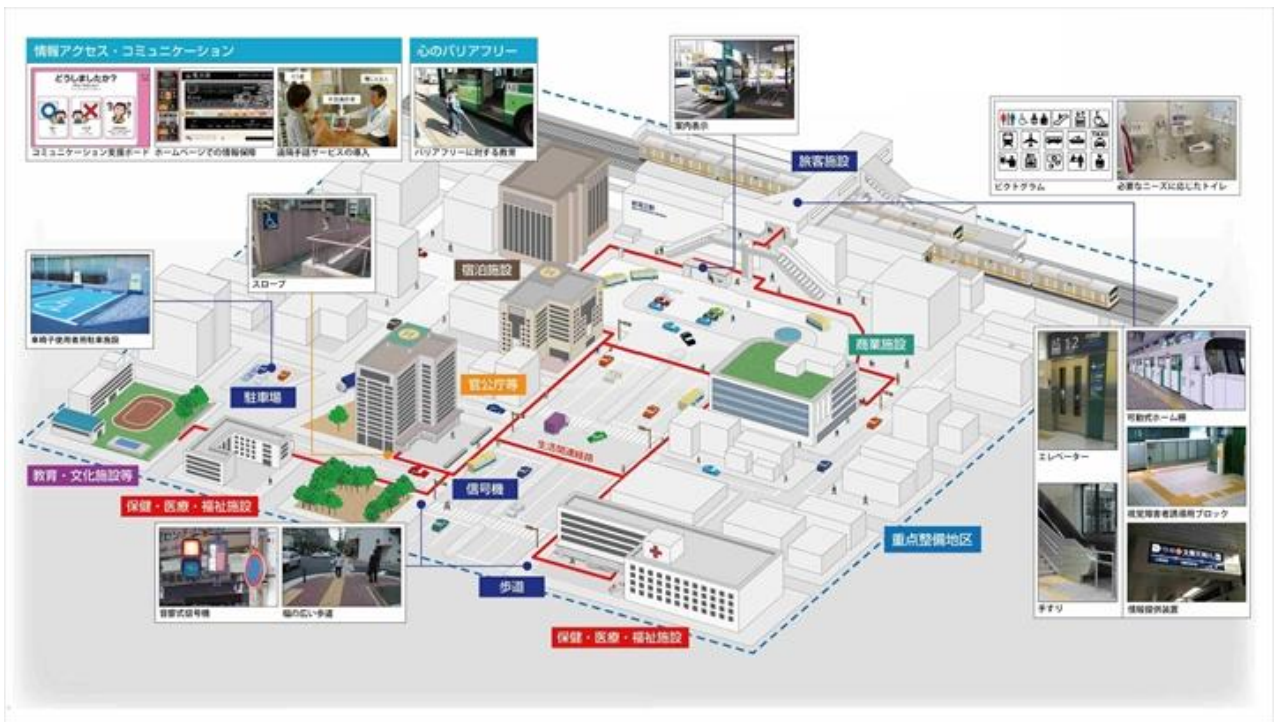 情報アクセス・コミュニケーション
心のバリアフリー
どうしましたか?
コミュニケーション支援ボード
ホームページでの情報保障
遠隔手話サービスの導入
バリアフリーに対する教育
案内表示
旅客施設
ピクトグラム
必要なニーズに応じたトイレ
TAXI
スロープ
宿泊施設
車椅子使用者用駐車施設
商業施設
官公庁等
駐車場
12
可動式ホーム柵
エレベーター
生活関連経路
教育・文化施設等
信号機
保健・医療・福祉施設
視覚障害者誘導用ブロック
重点整備地区
歩道
音響式信号機
幅の広い歩道
手すり
情報提供装置
保健・医療・福祉施設